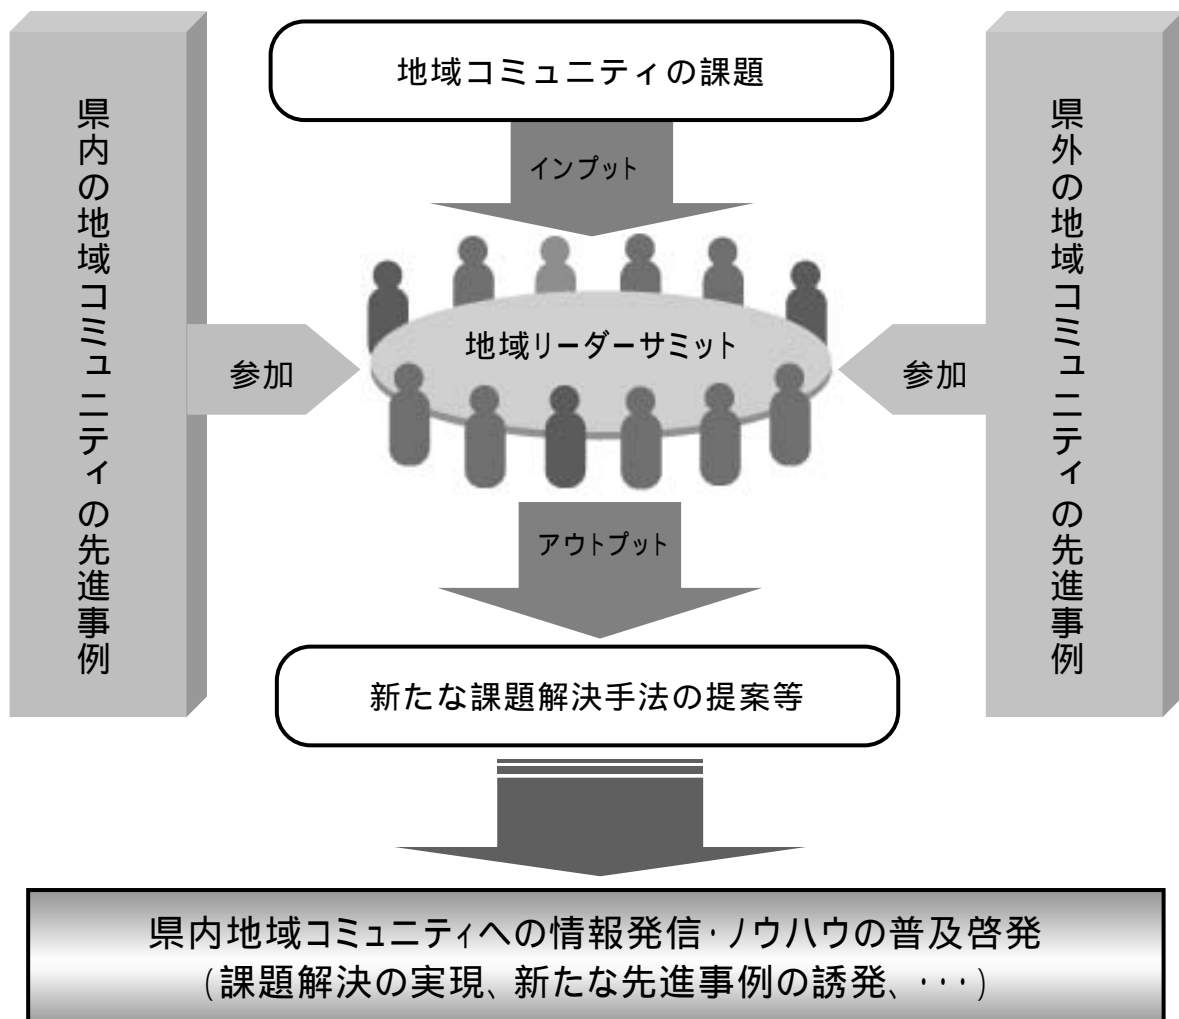 地域コミュニティの課題
県内の地域コミュニティの先進事例
県外の地域コミュニティの先進事例
インプット
地域リーダーサミット
参加
参加
アウトプット
新たな課題解決手法の提案等
県内地域コミュニティへの情報発信・ノウハウの普及啓発
(課題解決の実現、新たな先進事例の誘発、・・・)